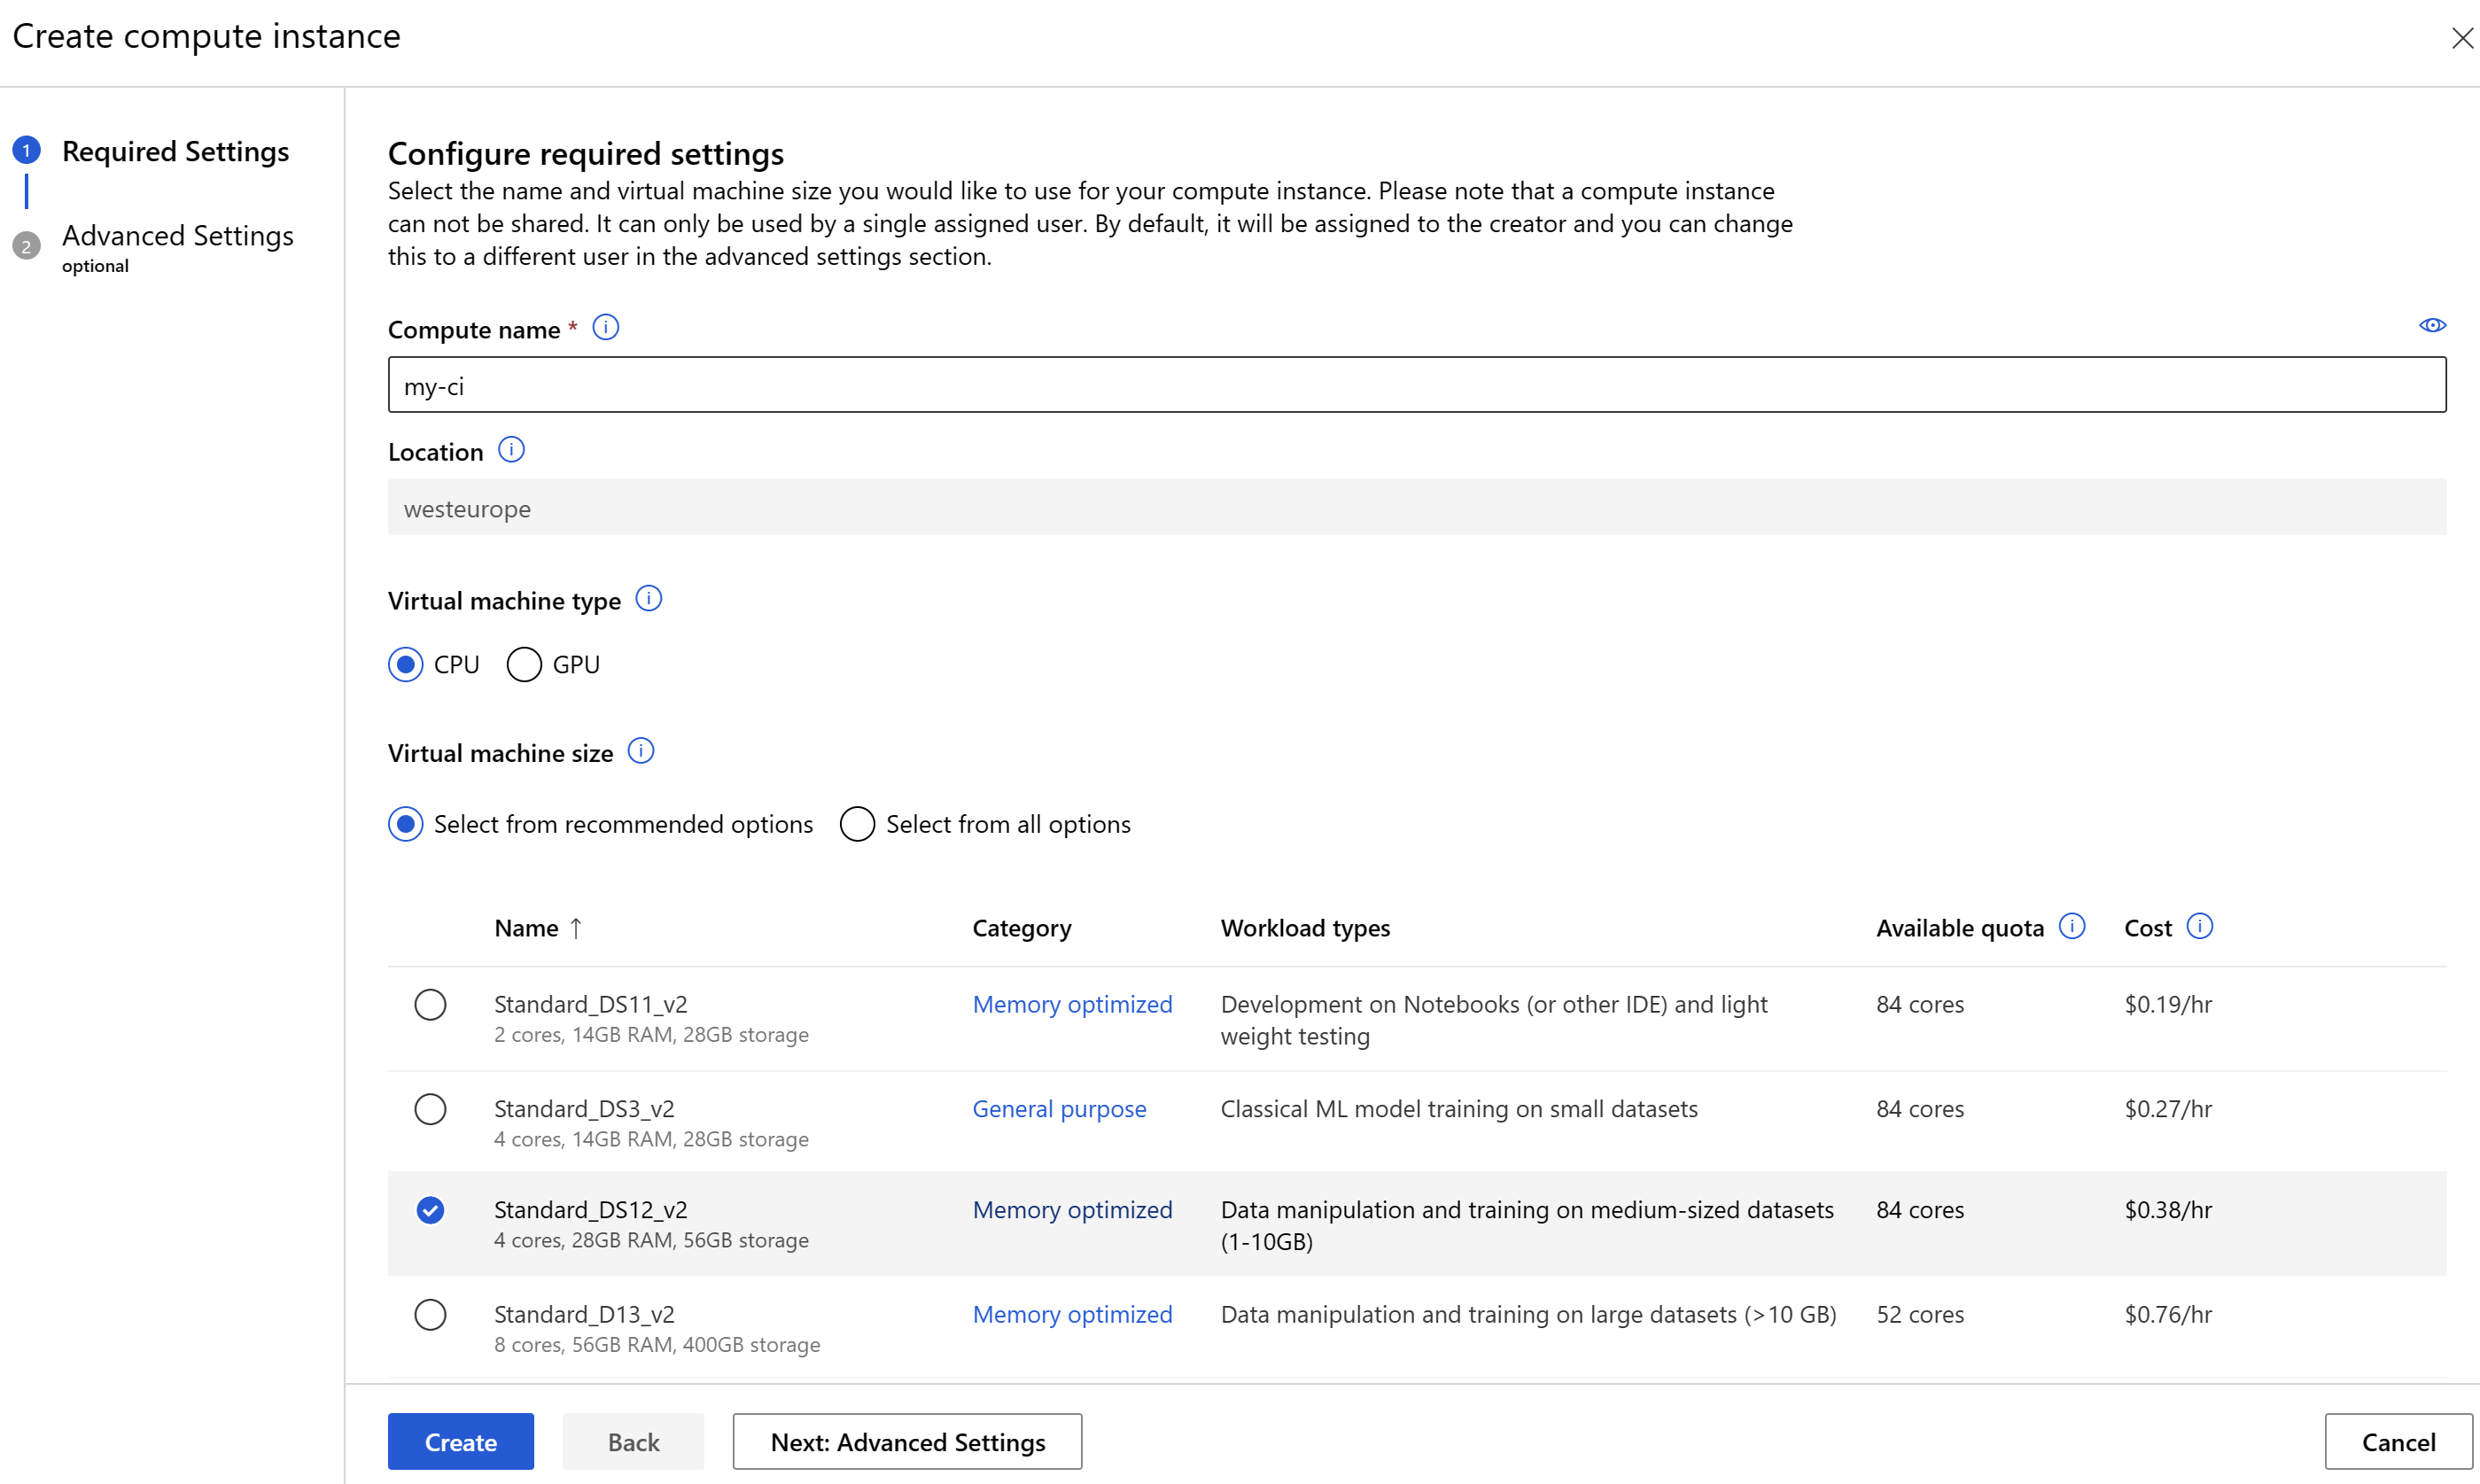 Create compute instance
1 Required Settings
2 Advanced Settings
optional
Configure required settings
Select the name and virtual machine size you would like to use for your compute instance. Please note that a compute instance
can not be shared. It can only be used by a single assigned user. By default, it will be assigned to the creator and you can change
this to a different user in the advanced settings section.
Compute name *
my-ci
Location
westeurope
Virtual machine type
CPU GPU
Virtual machine size
Select from recommended options Select from all options
Name ↑ Category Workload types Available quota Cost
Standard_DS11_v2 Memory optimized Development on Notebooks (or other IDE) and light 84 cores $0.19/hr
2 cores, 14GB RAM, 28GB storage weight testing
Standard_DS3_v2 General purpose Classical ML model training on small datasets 84 cores $0.27/hr
4 cores, 14GB RAM, 28GB storage
Standard_DS12_v2 Memory optimized Data manipulation and training on medium-sized datasets 84 cores $0.38/hr
4 cores, 28GB RAM, 56GB storage (1-10GB)
Standard_D13_v2 Memory optimized Data manipulation and training on large datasets (>10 GB) 52 cores $0.76/hr
8 cores, 56GB RAM, 400GB storage
Create Back Next: Advanced Settings Cancel